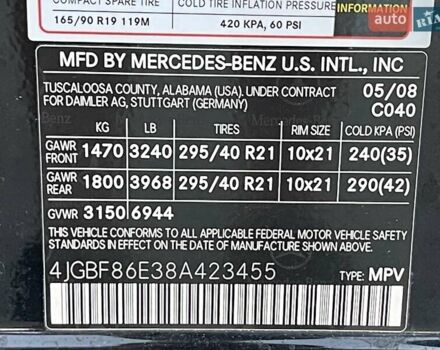 COMPACT SPARE TIRE
COLD TIRE INFLATION PRESSURE
INFORMATION
165/90 R19 119M
420 KPA, 60 PSI
auto
RIA
MFD BY MERCEDES-BENZ U.S. INTL., INC
TUSCALOOSA COUNTY, ALABAMA (USA). UNDER CONTRACT
FOR DAIMLER AG, STUTTGART (GERMANY)
05/08
C040
KG LB TIRES RIM SIZE COLD KPA (PSI)
GAWR FRONT 1470 3240 295/40 R21 10x21 240(35)
GAWR REAR 1800 3968 295/40 R21 10x21 290(42)
GVWR 3150 6944
THIS VEHICLE CONFORMS TO ALL APPLICABLE FEDERAL MOTOR VEHICLE SAFETY
STANDARDS IN EFFECT ON THE DATE OF MANUFACTURE SHOWN ABOVE.
4JGBF86E38A423455
TYPE: MPV